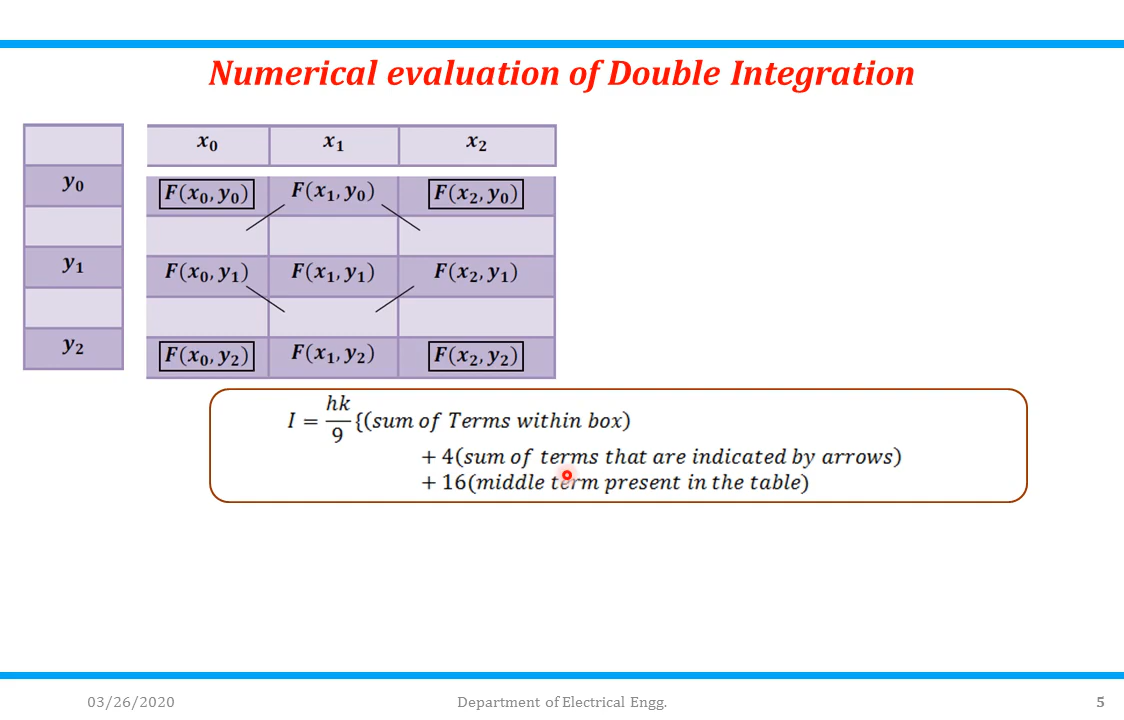 Numerical evaluation of Double Integration
x₀ x₁ x₂
y₀ F(x₀, y₀) F(x₁, y₀) F(x₂, y₀)
y₁ F(x₀, y₁) F(x₁, y₁) F(x₂, y₁)
y₂ F(x₀, y₂) F(x₁, y₂) F(x₂, y₂)
I = hk/9 {(sum of Terms within box)
+ 4(sum of terms that are indicated by arrows)
+ 16(middle term present in the table)
03/26/2020 Department of Electrical Engg. 5